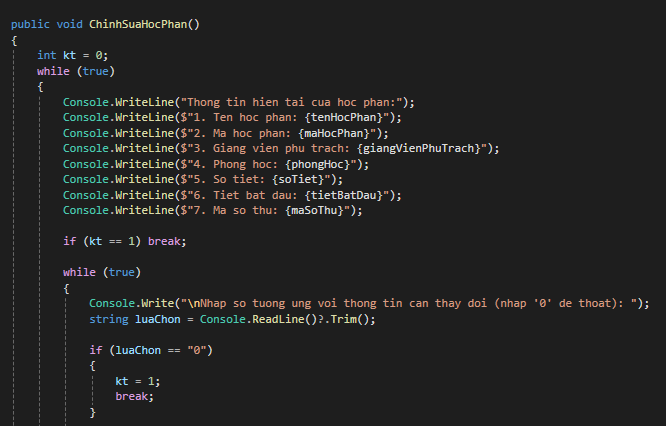 public void ChinhSuaHocPhan()
{
int kt = 0;
while (true)
{
Console.WriteLine("Thong tin hien tai cua hoc phan:");
Console.WriteLine($"1. Ten hoc phan: {tenHocPhan}");
Console.WriteLine($"2. Ma hoc phan: {maHocPhan}");
Console.WriteLine($"3. Giang vien phu trach: {giangVienPhuTrach}");
Console.WriteLine($"4. Phong hoc: {phongHoc}");
Console.WriteLine($"5. So tiet: {soTiet}");
Console.WriteLine($"6. Tiet bat dau: {tietBatDau}");
Console.WriteLine($"7. Ma so thu: {maSoThu}");
if (kt == 1) break;
while (true)
{
Console.Write("\nNhap so tuong ung voi thong tin can thay doi (nhap '0' de thoat): ");
string luaChon = Console.ReadLine()?.Trim();
if (luaChon == "0")
{
kt = 1;
break;
}